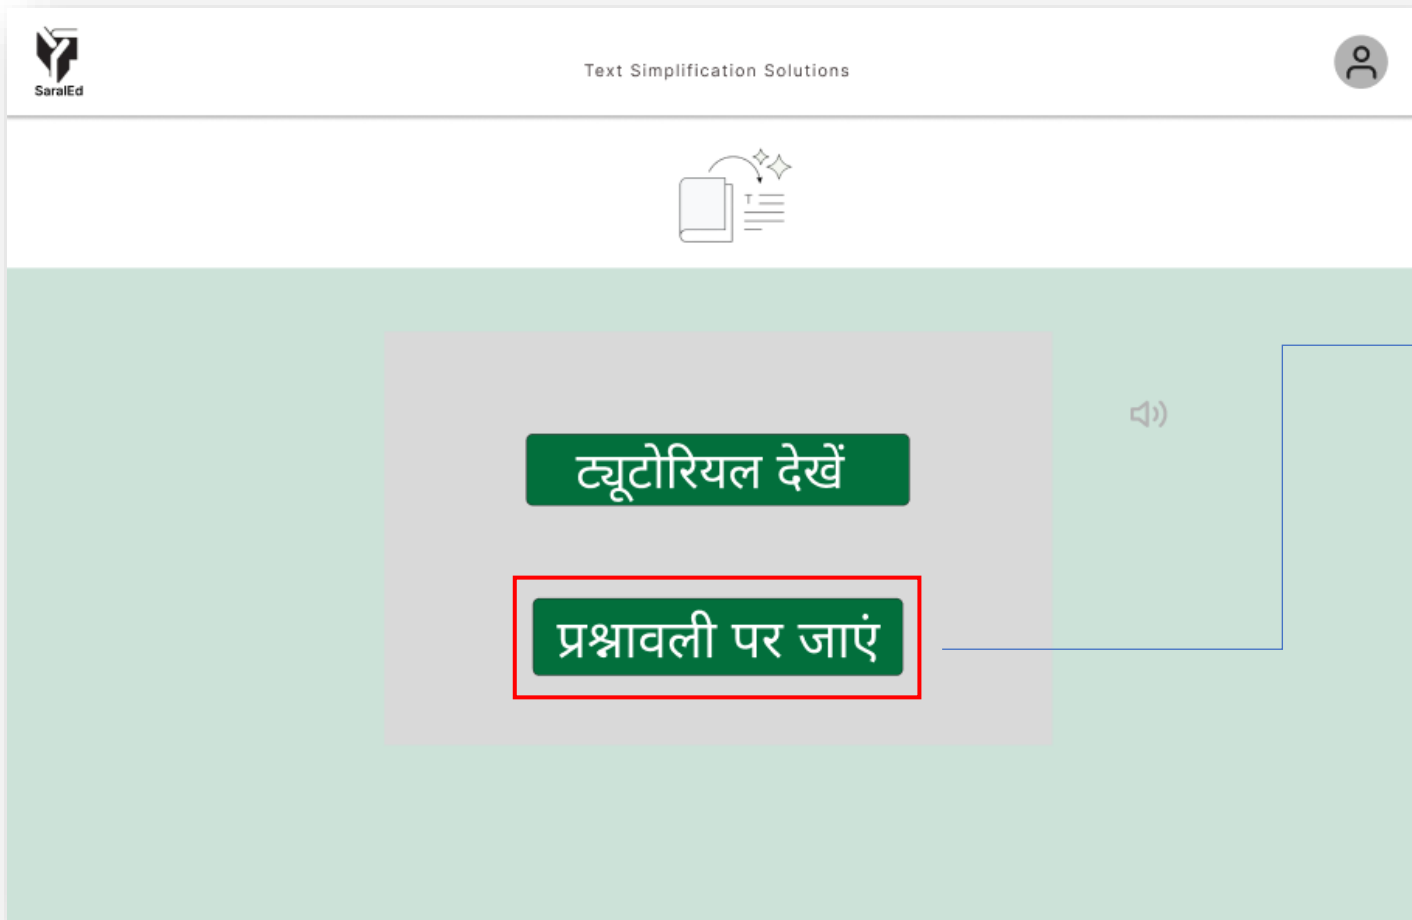 SaralEd
Text Simplification Solutions
T
ट्यूटोरियल देखें
प्रश्नावली पर जाएं